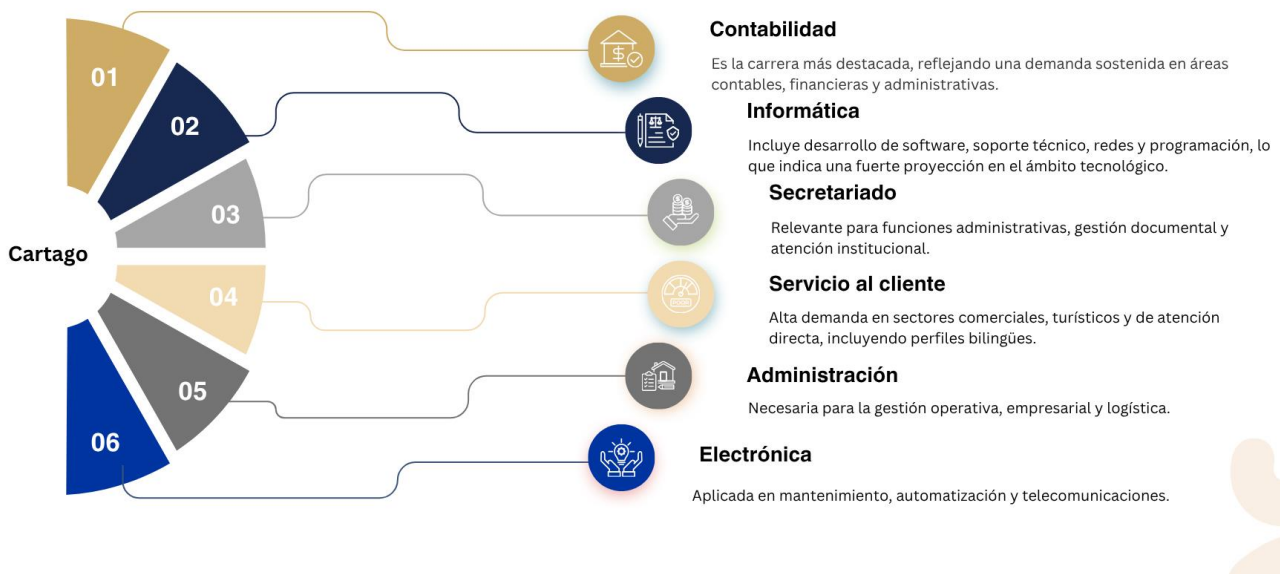 Cartago
01
Contabilidad
Es la carrera más destacada, reflejando una demanda sostenida en áreas
contables, financieras y administrativas.
02
Informática
Incluye desarrollo de software, soporte técnico, redes y programación, lo
que indica una fuerte proyección en el ámbito tecnológico.
03
Secretariado
Relevante para funciones administrativas, gestión documental y
atención institucional.
04
Servicio al cliente
Alta demanda en sectores comerciales, turísticos y de atención
directa, incluyendo perfiles bilingües.
05
Administración
Necesaria para la gestión operativa, empresarial y logística.
06
Electrónica
Aplicada en mantenimiento, automatización y telecomunicaciones.